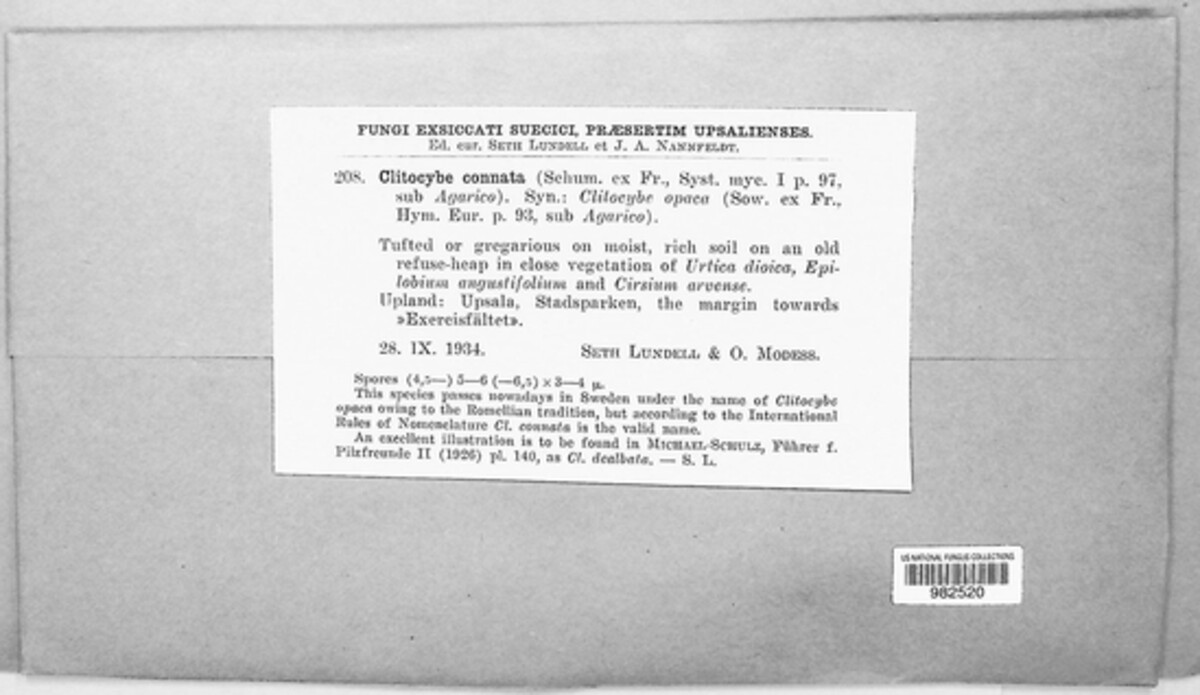 FUNGI EXSICCATI SUECICI, PRÆSERTIM UPSALIENSES.
Ed. cur. SETH LUNDELL et J. A. NANNFELDT.
208. Clitocybe connata (Schum. ex Fr., Syst. myc. I p. 97,
sub Agarico). Syn.: Clitocybe opaca (Sow. ex Fr.,
Hym. Eur. p. 93, sub Agarico).
Tufted or gregarious on moist, rich soil on an old
refuse-heap in close vegetation of Urtica dioica, Epi-
lobium angustifolium and Cirsium arvense.
Upland: Upsala, Stadsparken, the margin towards
»Exercisfältet».
28. IX. 1934. SETH LUNDELL & O. MODESS.
Spores (4,5—) 5—6 (—6,5) × 3—4 µ.
This species passes nowadays in Sweden under the name of Clitocybe
opaca owing to the Romellian tradition, but according to the International
Rules of Nomenclature Cl. connata is the valid name.
An excellent illustration is to be found in MICHAEL-SCHULZ, Führer f.
Pilzfreunde II (1926) pl. 140, as Cl. dealbata. — S. L.
US NATIONAL FUNGUS COLLECTIONS
982520